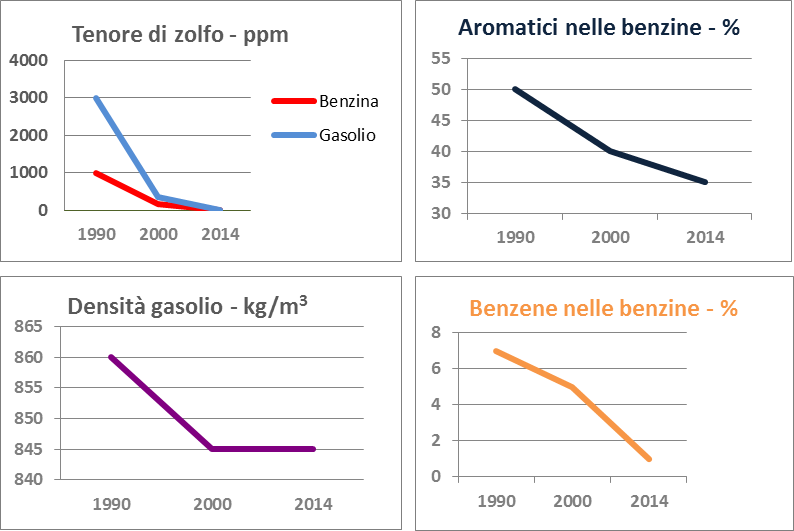 Tenore di zolfo - ppm
4000
3000
2000
1000
0
1990 2000 2014
Benzina
Gasolio
Aromatici nelle benzine - %
55
50
45
40
35
30
1990 2000 2014
Densità gasolio - kg/m³
865
860
855
850
845
840
1990 2000 2014
Benzene nelle benzine - %
8
6
4
2
0
1990 2000 2014